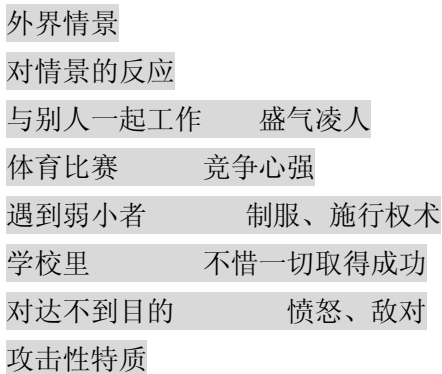 外界情景
对情景的反应
与别人一起工作 盛气凌人
体育比赛 竞争心强
遇到弱小者 制服、施行权术
学校里 不惜一切取得成功
对达不到目的 愤怒、敌对
攻击性特质